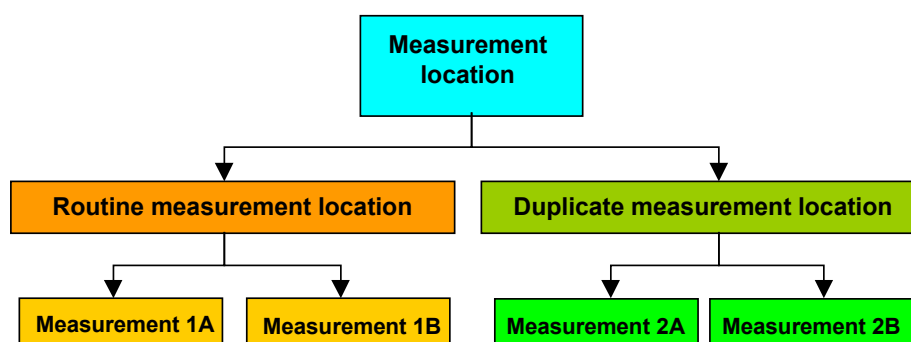 Measurement
location
Routine measurement location
Duplicate measurement location
Measurement 1A
Measurement 1B
Measurement 2A
Measurement 2B